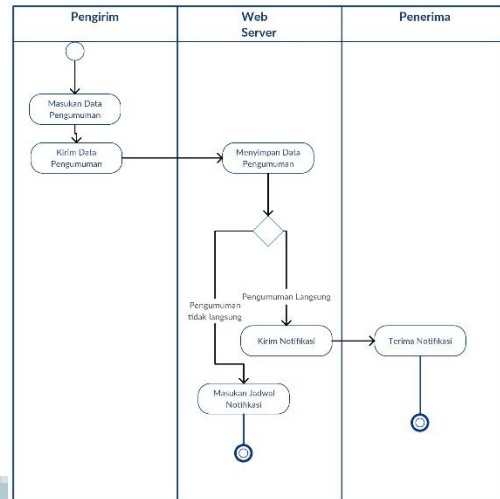 Pengirim
Web
Server
Penerima
Masukan Data
Pengumuman
Kirim Data
Pengumuman
Menyimpan Data
Pengumuman
Pengumuman Langsung
Pengumuman
tidak langsung
Kirim Notifikasi
Terima Notifikasi
Masukan Jadwal
Notifikasi